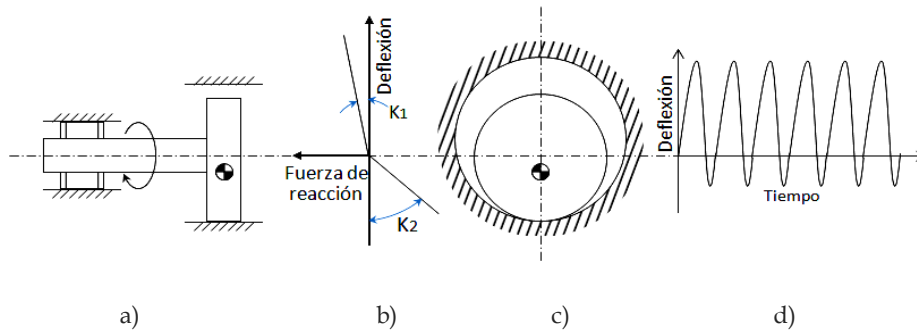 Deflexión
K1
Fuerza de
reacción
K2
Deflexión
Tiempo
a)
b)
c)
d)